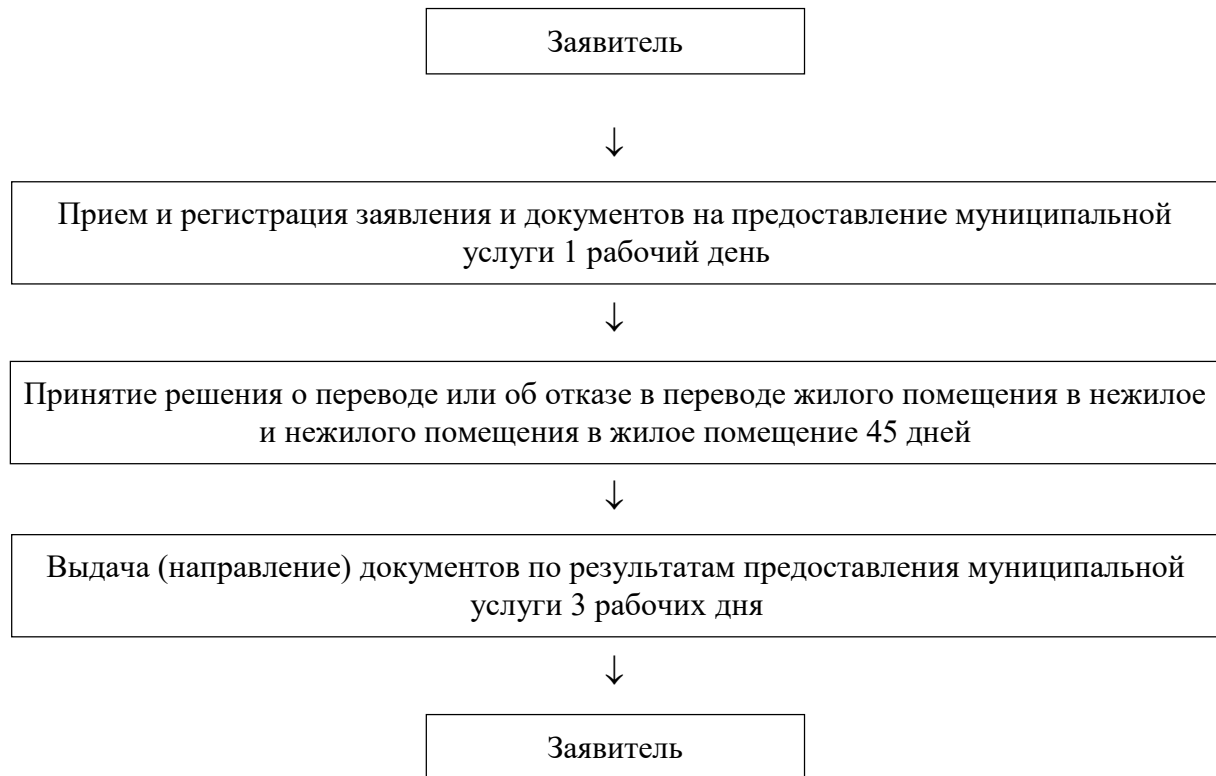 Заявитель
↓
Прием и регистрация заявления и документов на предоставление муниципальной
услуги 1 рабочий день
↓
Принятие решения о переводе или об отказе в переводе жилого помещения в нежилое
и нежилого помещения в жилое помещение 45 дней
↓
Выдача (направление) документов по результатам предоставления муниципальной
услуги 3 рабочих дня
↓
Заявитель